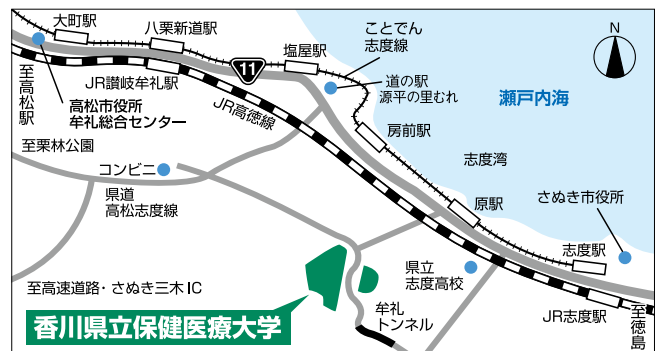 大町駅
八栗新道駅
塩屋駅
ことでん
志度線
N
11
JR讃岐牟礼駅
至高松駅
高松市役所
牟礼総合センター
JR高徳線
道の駅
源平の里むれ
瀬戸内海
至栗林公園
房前駅
志度湾
コンビニ
県道
高松志度線
原駅
さぬき市役所
志度駅
県立
志度高校
至高速道路・さぬき三木IC
牟礼
トンネル
JR志度駅
至徳島
香川県立保健医療大学